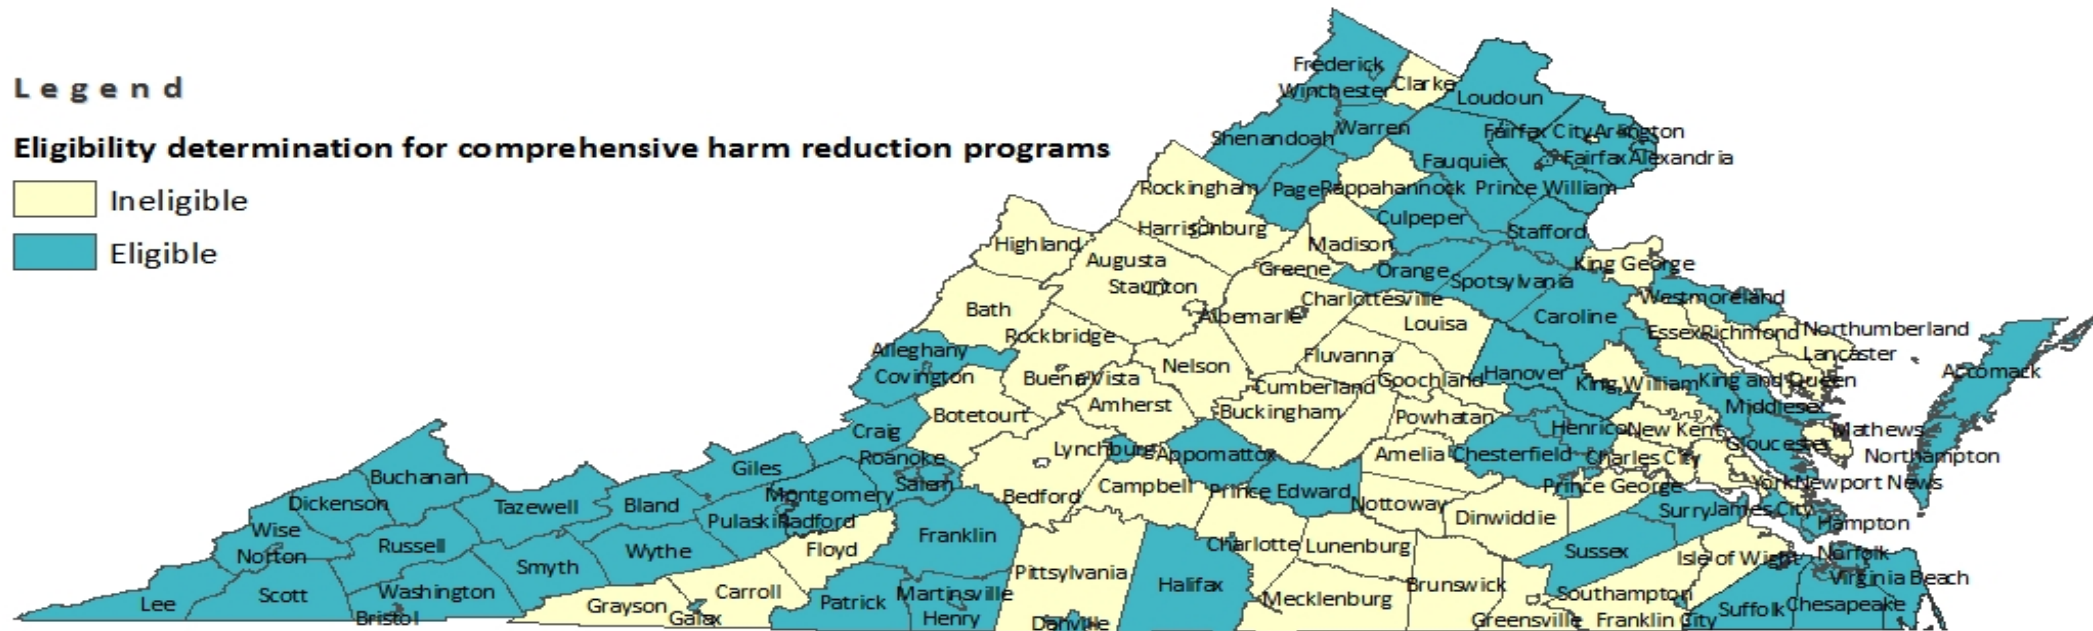 Legend
Eligibility determination for comprehensive harm reduction programs
Ineligible
Eligible
Frederick
Winchester
Clarke
Loudoun
Shenandoah
Warren
Fairfax City
Arlington
Fauquier
Fairfax
Alexandria
Rockingham
Page
Rappahannock
Prince William
Harrisonburg
Culpeper
Stafford
Highland
Madison
Augusta
Greene
Orange
King George
Staunton
Spotsylvania
Bath
Charlottesville
Westmoreland
Albemarle
Louisa
Caroline
Rockbridge
Essex
Richmond
Northumberland
Alleghany
Fluvanna
Lancaster
Covington
Buena Vista
Nelson
Cumberland
Goochland
Hanover
King William
King and Queen
Accomack
Botetourt
Amherst
Buckingham
Powhatan
Middlesex
Craig
Henrico
New Kent
Gloucester
Mathews
Roanoke
Lynchburg
Appomattox
Amelia
Chesterfield
Charles City
Northampton
Buchanan
Giles
Salem
Bedford
Campbell
Prince Edward
Prince George
York
Newport News
Dickenson
Tazewell
Bland
Montgomery
Nottoway
Surry
James City
Wise
Pulaski
Radford
Franklin
Dinwiddie
Hampton
Norton
Russell
Wythe
Floyd
Charlotte
Lunenburg
Sussex
Isle of Wight
Norfolk
Smyth
Pittsylvania
Halifax
Brunswick
Virginia Beach
Lee
Scott
Washington
Grayson
Carroll
Patrick
Martinsville
Mecklenburg
Southampton
Suffolk
Chesapeake
Bristol
Galax
Henry
Danville
Greensville
Franklin City